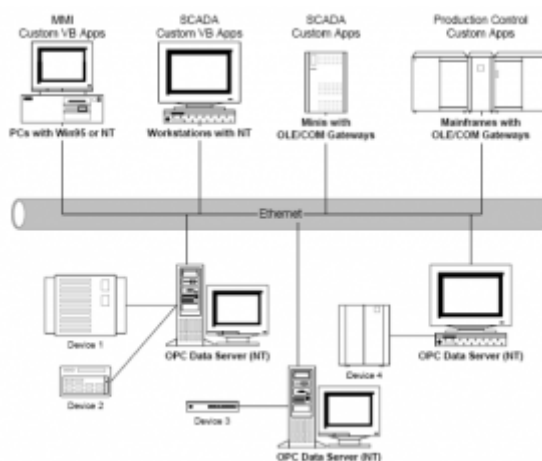 MMI
Custom VB Apps
SCADA
Custom VB Apps
SCADA
Custom Apps
Production Control
Custom Apps
PCs with Win95 or NT
Workstations with NT
Minis with
OLE/COM Gateways
Mainframes with
OLE/COM Gateways
Ethernet
Device 1
OPC Data Server (NT)
Device 2
Device 3
OPC Data Server (NT)
Device 4
OPC Data Server (NT)